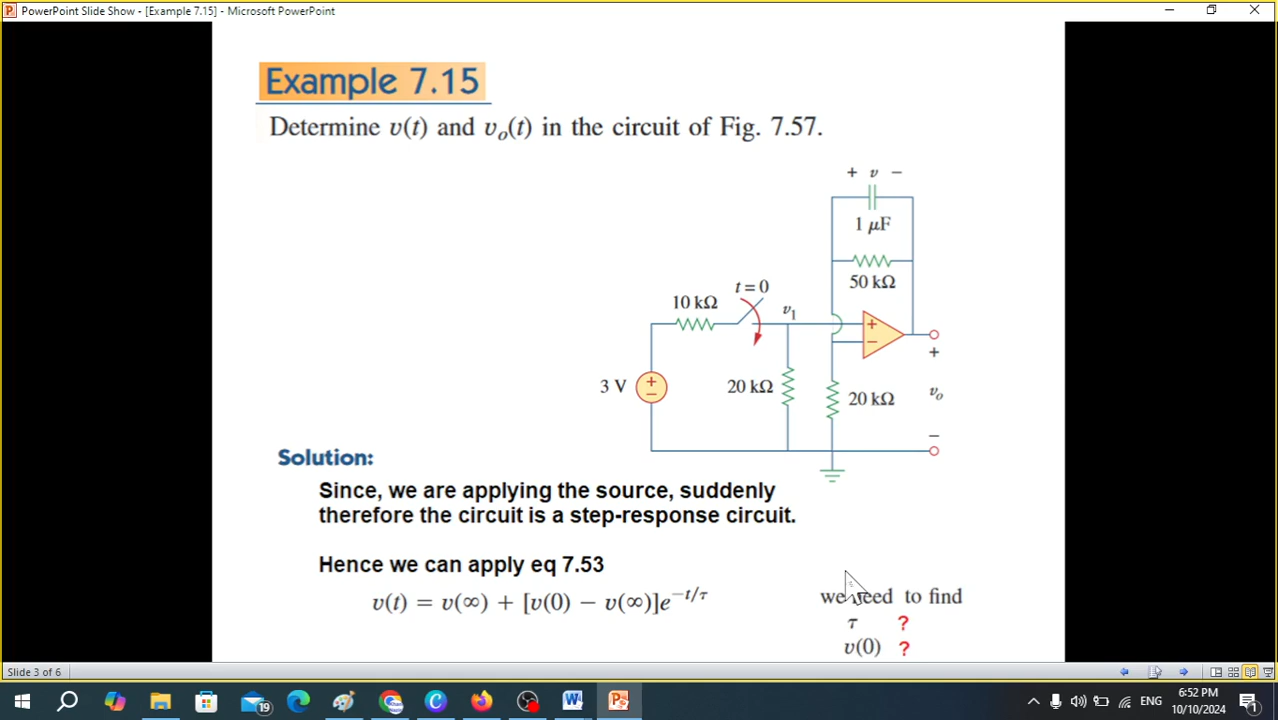 PowerPoint Slide Show - [Example 7.15] - Microsoft PowerPoint
Example 7.15
Determine v(t) and vₒ(t) in the circuit of Fig. 7.57.
+ v −
1 μF
50 kΩ
t = 0
10 kΩ
v₁
+
−
+
3 V
+
−
20 kΩ
20 kΩ
vₒ
−
Solution:
Since, we are applying the source, suddenly
therefore the circuit is a step-response circuit.
Hence we can apply eq 7.53
v(t) = v(∞) + [v(0) − v(∞)]e^−t/τ
we need to find
τ ?
v(0) ?
Slide 3 of 6
19
ENG
6:52 PM
10/10/2024
1